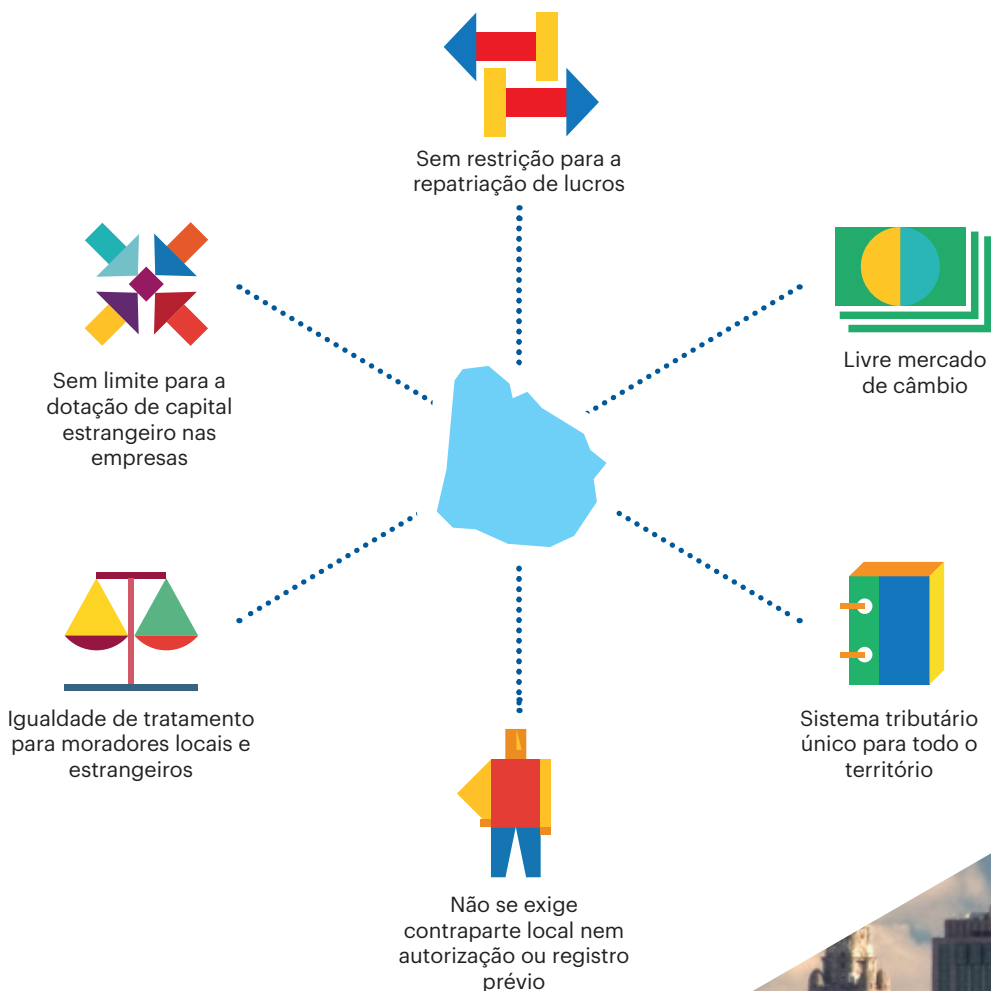 Sem restrição para a
repatriação de lucros
Livre mercado
de câmbio
Sem limite para a
dotação de capital
estrangeiro nas
empresas
Igualdade de tratamento
para moradores locais e
estrangeiros
Sistema tributário
único para todo o
território
Não se exige
contraparte local nem
autorização ou registro
prévio